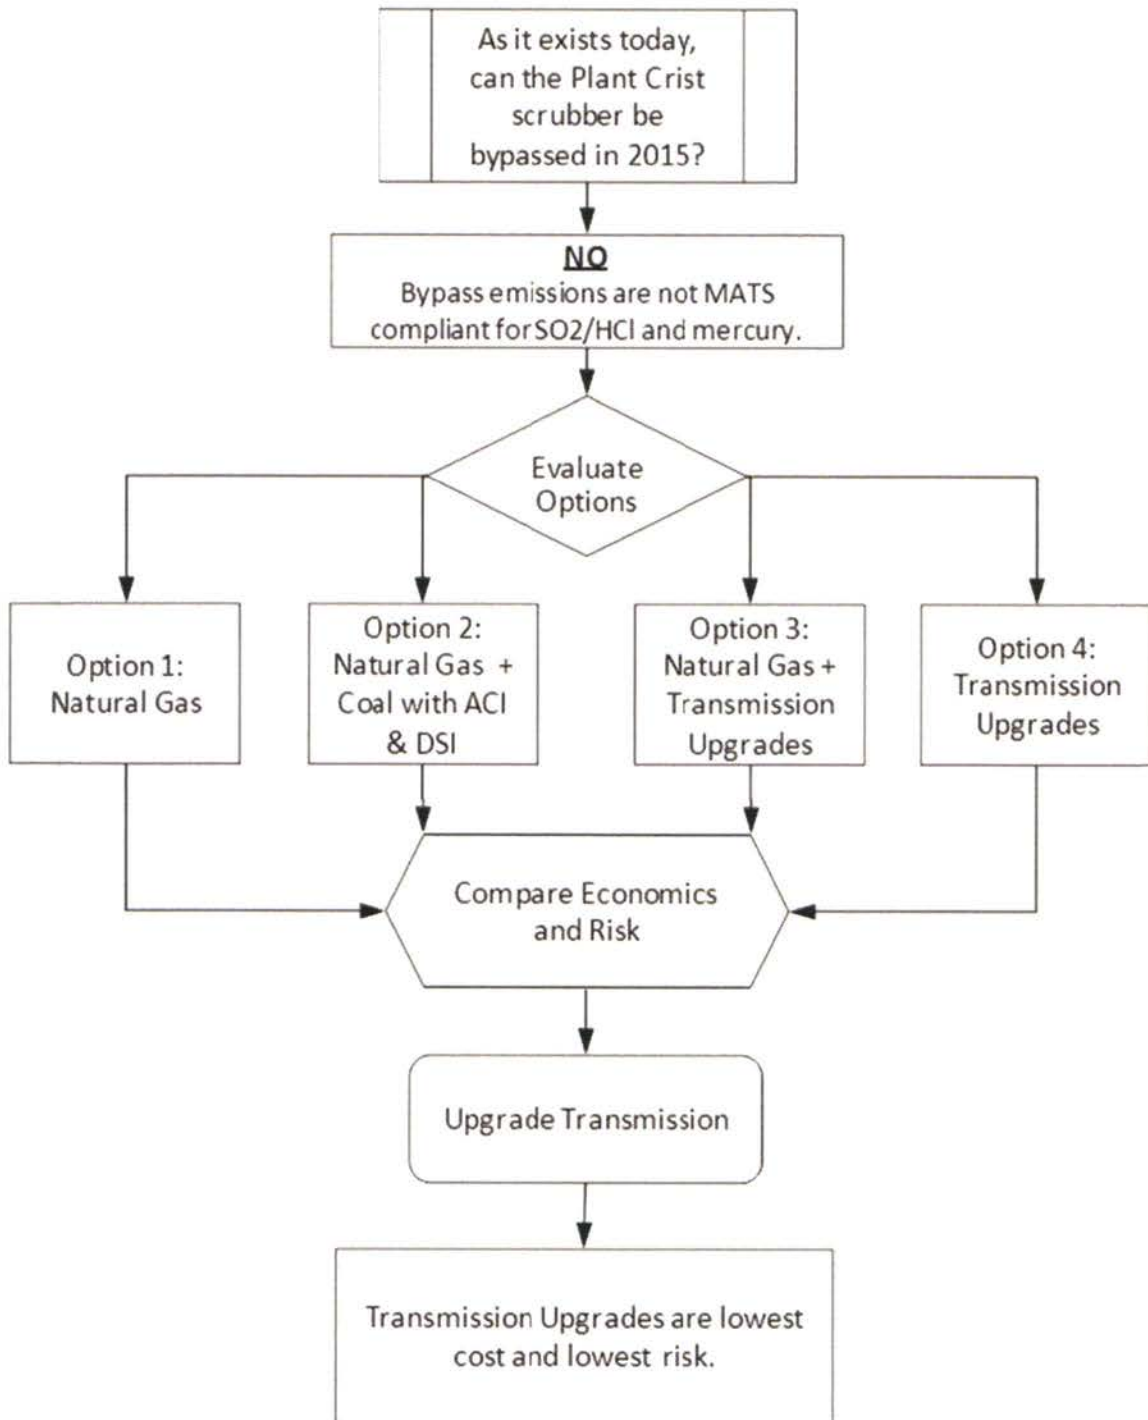 As it exists today,
can the Plant Crist
scrubber be
bypassed in 2015?
NO
Bypass emissions are not MATS
compliant for SO2/HCl and mercury.
Evaluate
Options
Option 1:
Natural Gas
Option 2:
Natural Gas +
Coal with ACI
& DSI
Option 3:
Natural Gas +
Transmission
Upgrades
Option 4:
Transmission
Upgrades
Compare Economics
and Risk
Upgrade Transmission
Transmission Upgrades are lowest
cost and lowest risk.